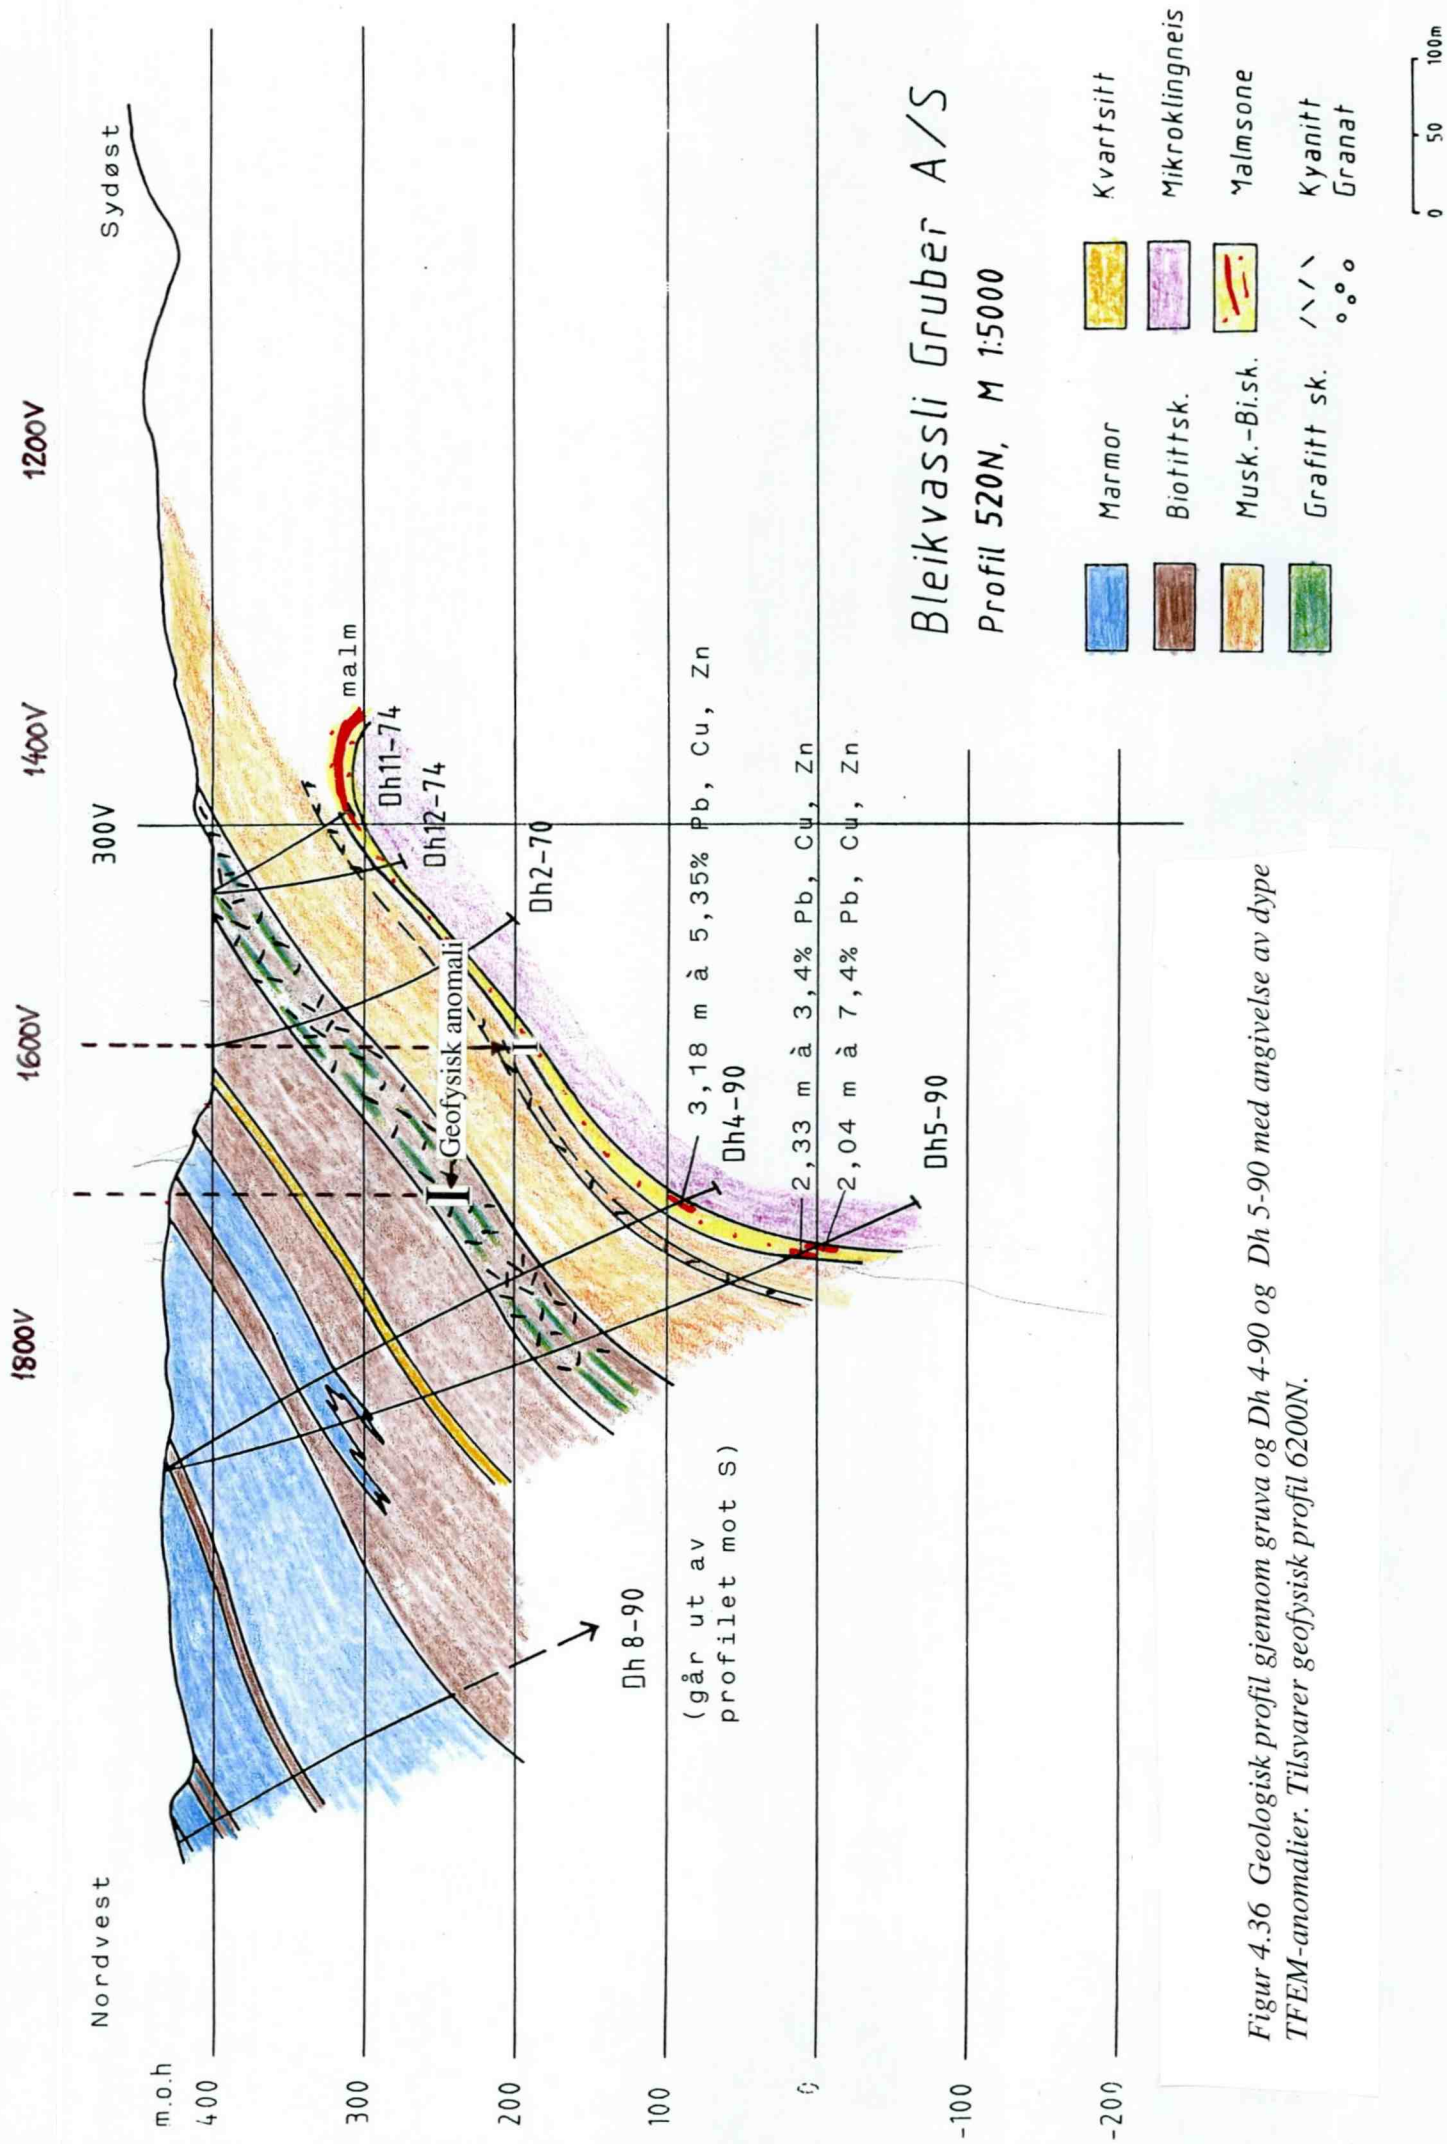 1800V
1600V
1400V
1200V
Nordvest
300V
Sydøst
m.o.h
400
300
200
100
0
-100
-200
malm
Dh11-74
Dh12-74
Dh2-70
Geofysisk anomali
3,18 m à 5,35% Pb, Cu, Zn
Dh4-90
2,33 m à 3,4% Pb, Cu, Zn
2,04 m à 7,4% Pb, Cu, Zn
Dh5-90
Dh 8-90
(går ut av
profilet mot S)
Bleikvassli Gruber A/S
Profil 520N, M 1:5000
Marmor
Kvartsitt
Biotittsk.
Mikroklingneis
Musk.-Bi.sk.
Malmsone
Grafitt sk.
Kyanitt
Granat
0 50 100m
Figur 4.36 Geologisk profil gjennom gruva og Dh 4-90 og Dh 5-90 med angivelse av dype
TFEM-anomalier. Tilsvarer geofysisk profil 6200N.